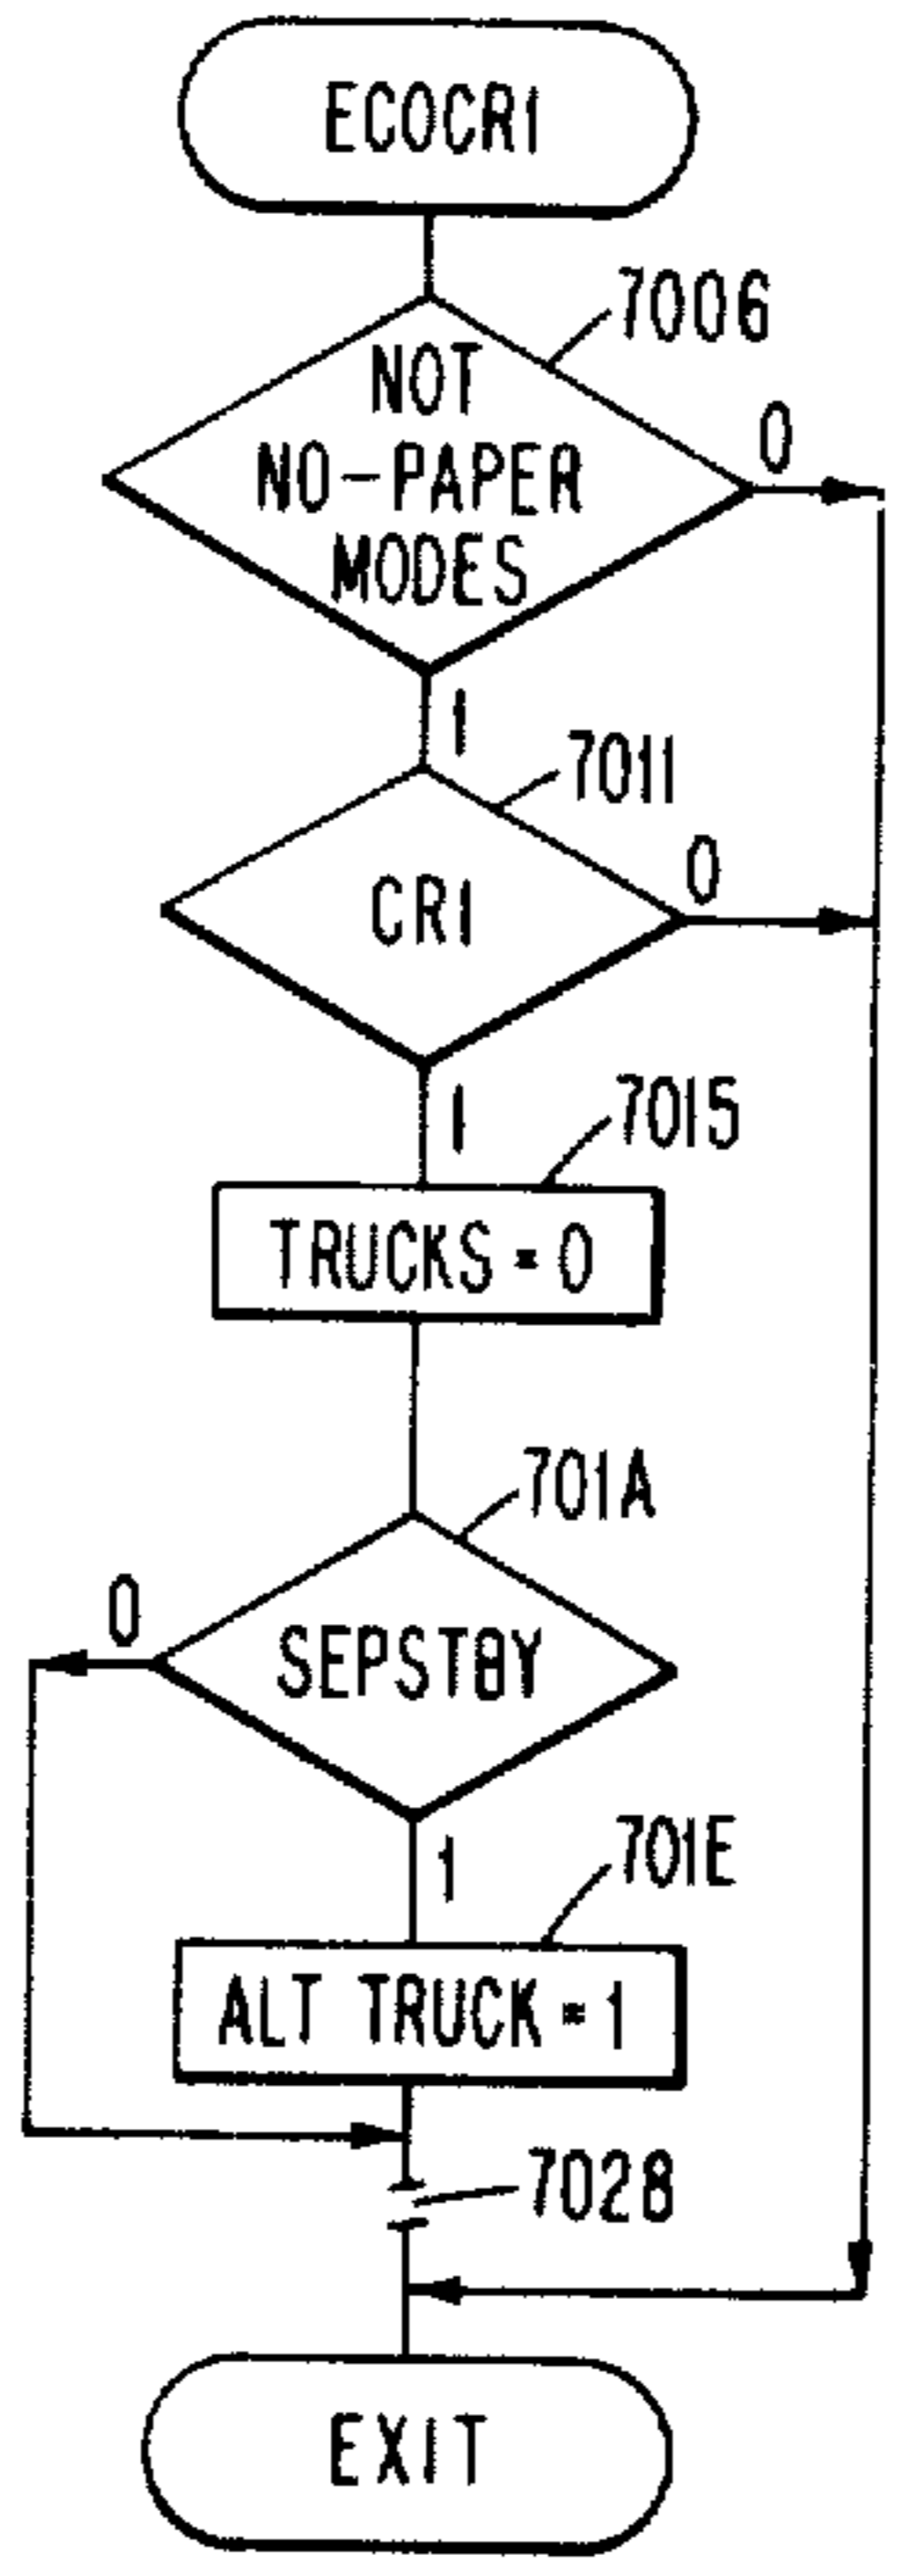 ECOCR1
7006
NOT
NO-PAPER
MODES
0
1
7011
CR1
0
1
7015
TRUCKS = 0
701A
0
SEPSTBY
1
701E
ALT TRUCK = 1
7028
EXIT